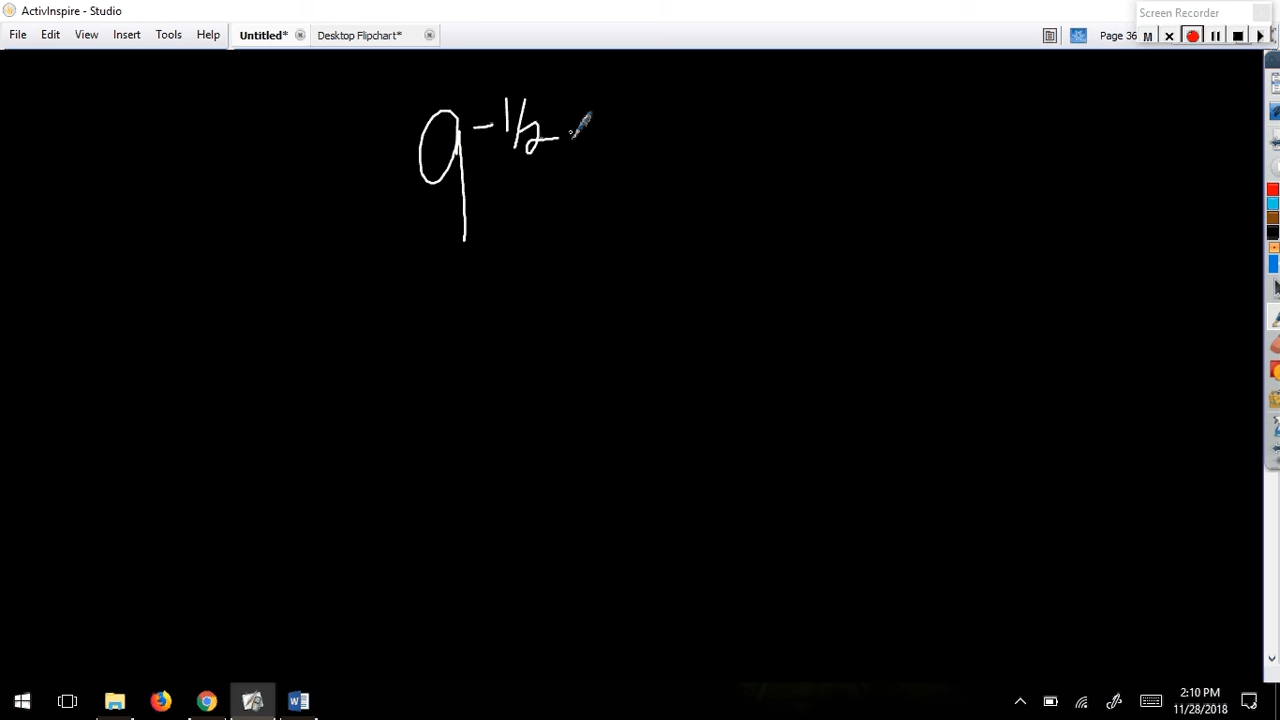 ActivInspire - Studio
Screen Recorder
File Edit View Insert Tools Help Untitled* Desktop Flipchart* Page 36 M
9^{-1/2}
2:10 PM
11/28/2018